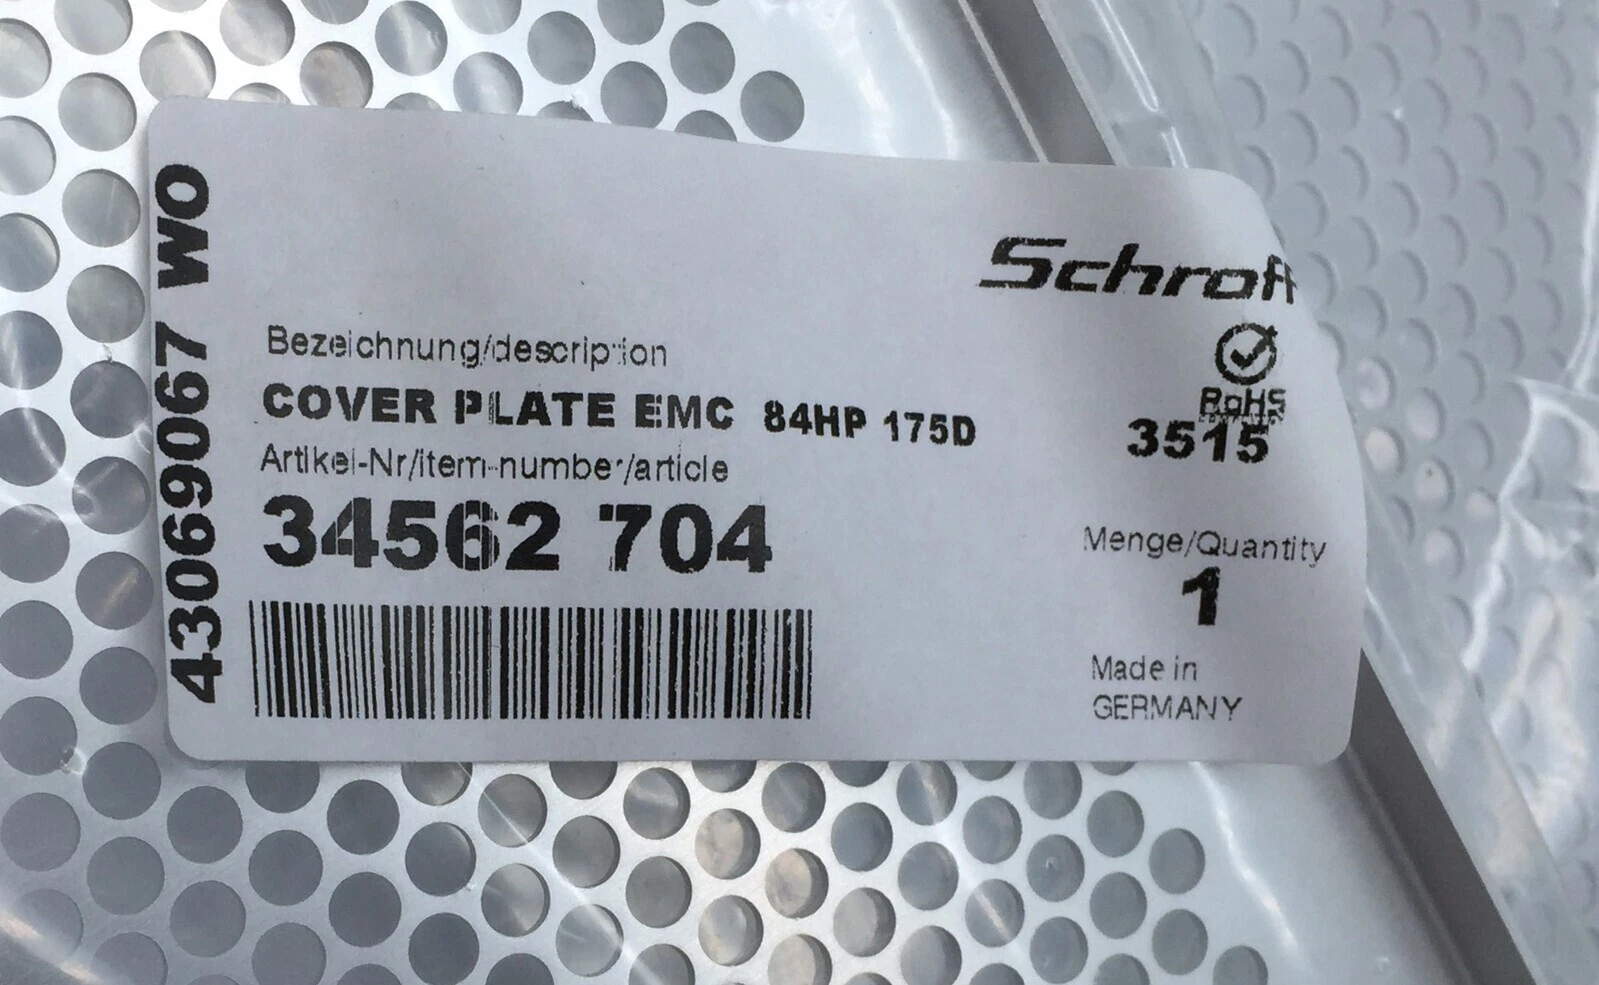 43069067 WO
Schroff
RoHS
3515
Bezeichnung/description
COVER PLATE EMC 84HP 175D
Artikel-Nr/item-number/article
34562 704
Menge/Quantity
1
Made in
GERMANY